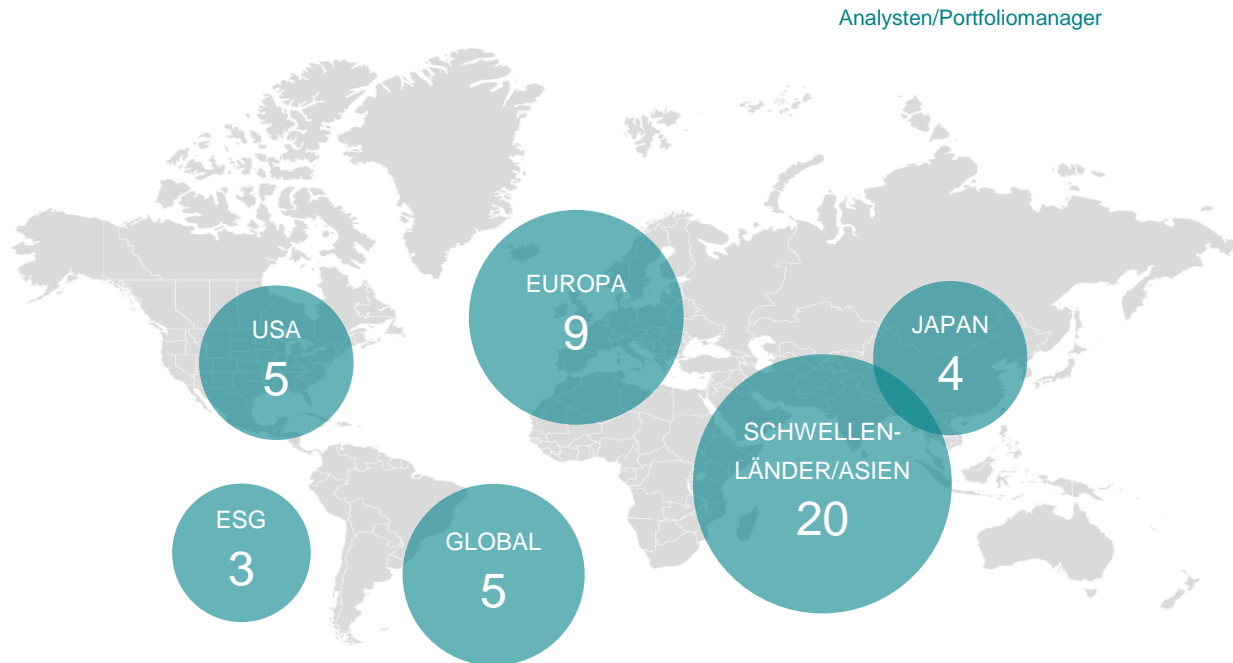 Analysten/Portfoliomanager
EUROPA
9
USA
5
JAPAN
4
SCHWELLEN-
LÄNDER/ASIEN
20
ESG
3
GLOBAL
5